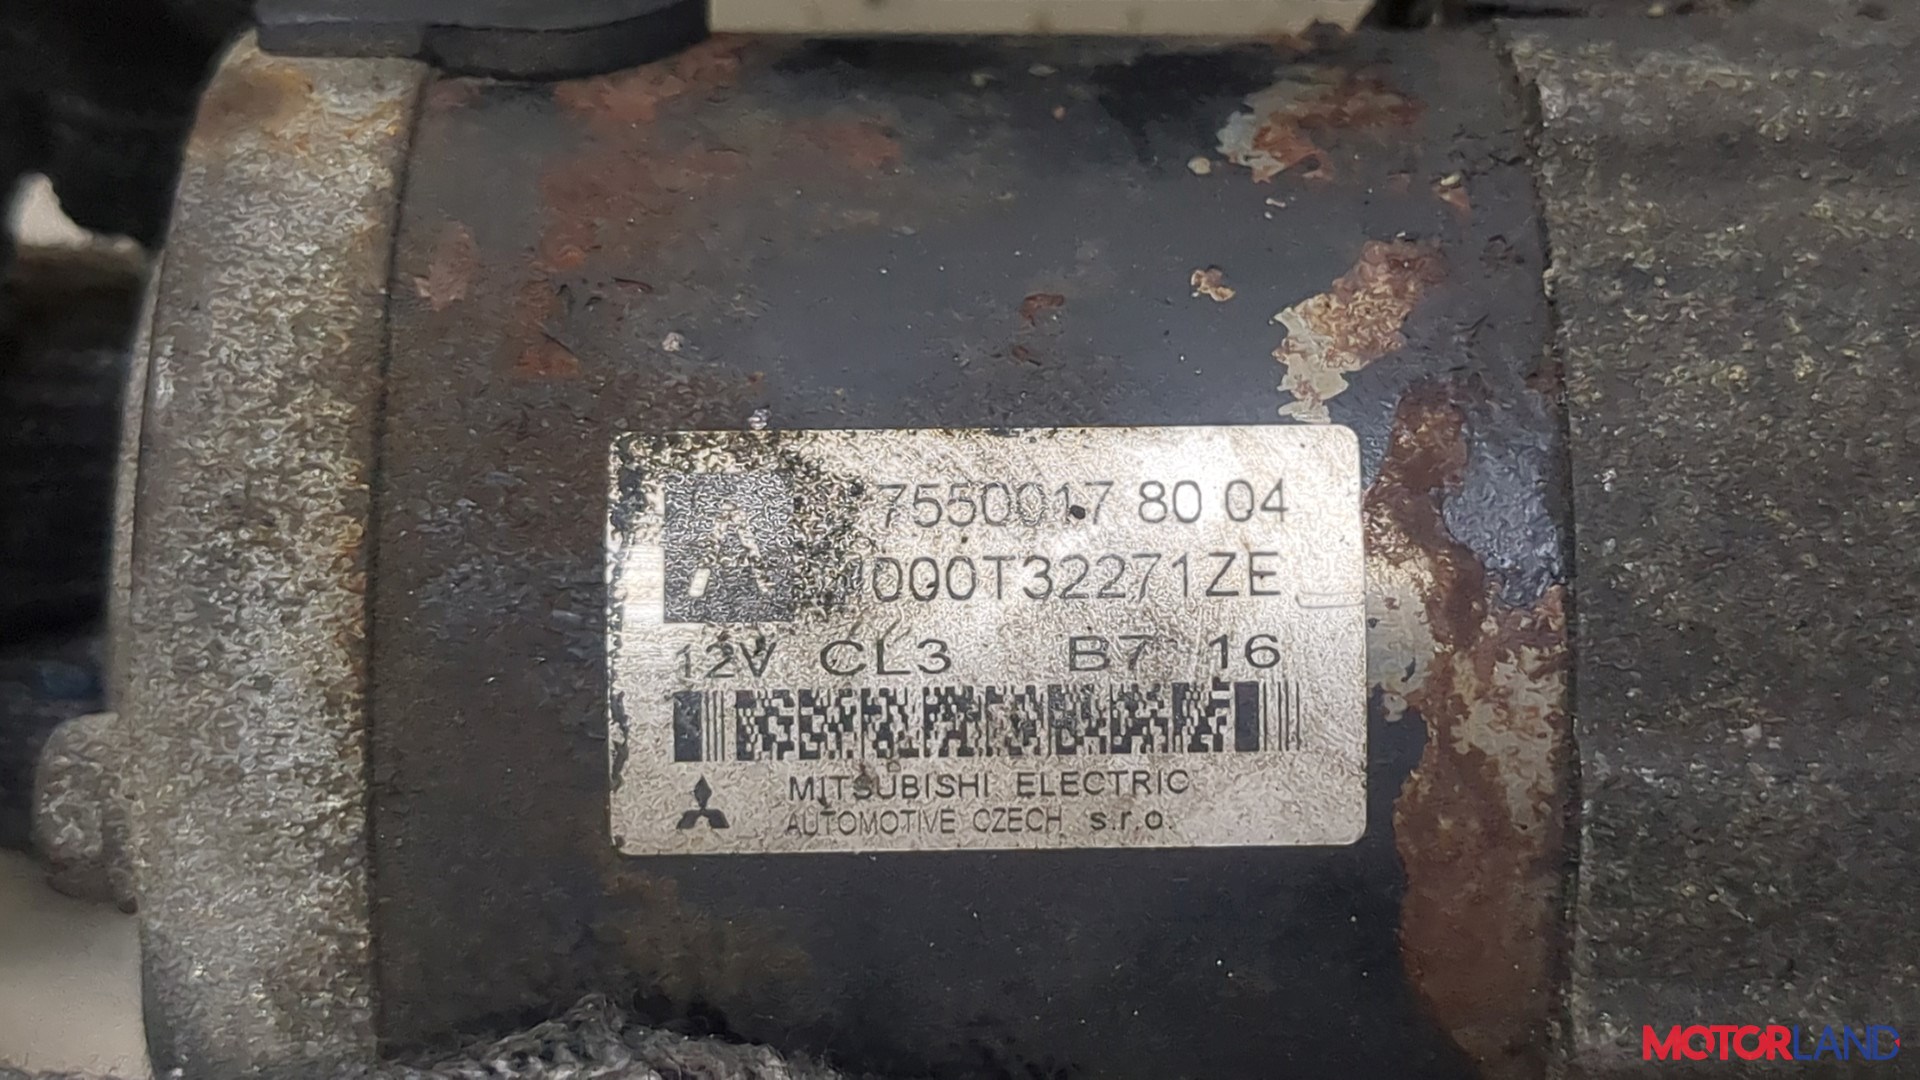 7550017 80 04
000T32271ZE
12V CL3 B7 16
MITSUBISHI ELECTRIC
AUTOMOTIVE CZECH s.r.o.
MOTORLAND